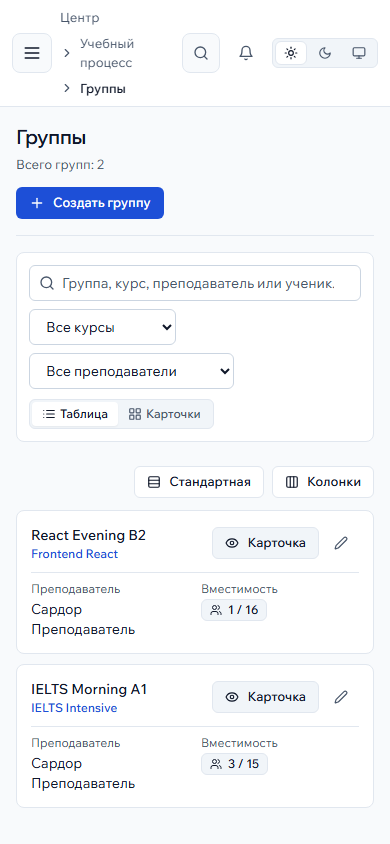 Центр
Учебный
процесс
Группы
Группы
Всего групп: 2
Создать группу
Группа, курс, преподаватель или ученик.
Все курсы
Все преподаватели
Таблица
Карточки
Стандартная
Колонки
React Evening B2
Frontend React
Карточка
Преподаватель
Вместимость
Сардор
Преподаватель
1 / 16
IELTS Morning A1
IELTS Intensive
Карточка
Преподаватель
Вместимость
Сардор
Преподаватель
3 / 15